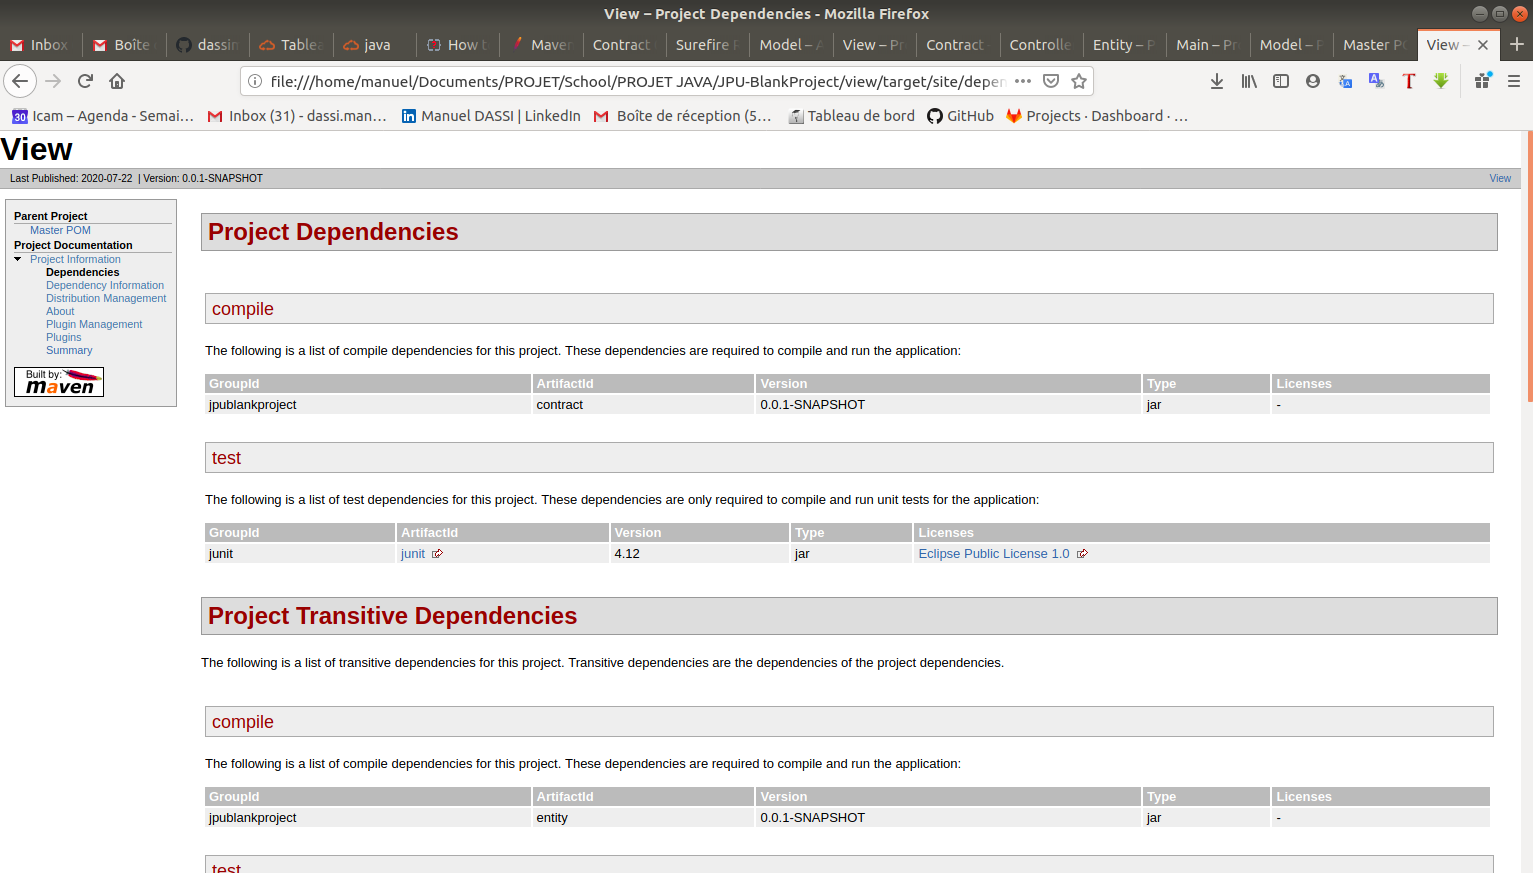 View – Project Dependencies - Mozilla Firefox
Inbox Boîte dassin Tablea java How t Maven Contract Surefire Model – View – Pr Contract Controlle Entity – P Main – Pr Model – P Master PO View –
file:///home/manuel/Documents/PROJET/School/PROJET JAVA/JPU-BlankProject/view/target/site/depen
Icam – Agenda - Semai… Inbox (31) - dassi.man… Manuel DASSI | LinkedIn Boîte de réception (5… Tableau de bord GitHub Projects · Dashboard · …
View
Last Published: 2020-07-22 | Version: 0.0.1-SNAPSHOT View
Parent Project
Master POM
Project Documentation
Project Information
Dependencies
Dependency Information
Distribution Management
About
Plugin Management
Plugins
Summary
Built by:
maven
Project Dependencies
compile
The following is a list of compile dependencies for this project. These dependencies are required to compile and run the application:
GroupId ArtifactId Version Type Licenses
jpublankproject contract 0.0.1-SNAPSHOT jar -
test
The following is a list of test dependencies for this project. These dependencies are only required to compile and run unit tests for the application:
GroupId ArtifactId Version Type Licenses
junit junit 4.12 jar Eclipse Public License 1.0
Project Transitive Dependencies
The following is a list of transitive dependencies for this project. Transitive dependencies are the dependencies of the project dependencies.
compile
The following is a list of compile dependencies for this project. These dependencies are required to compile and run the application:
GroupId ArtifactId Version Type Licenses
jpublankproject entity 0.0.1-SNAPSHOT jar -
test